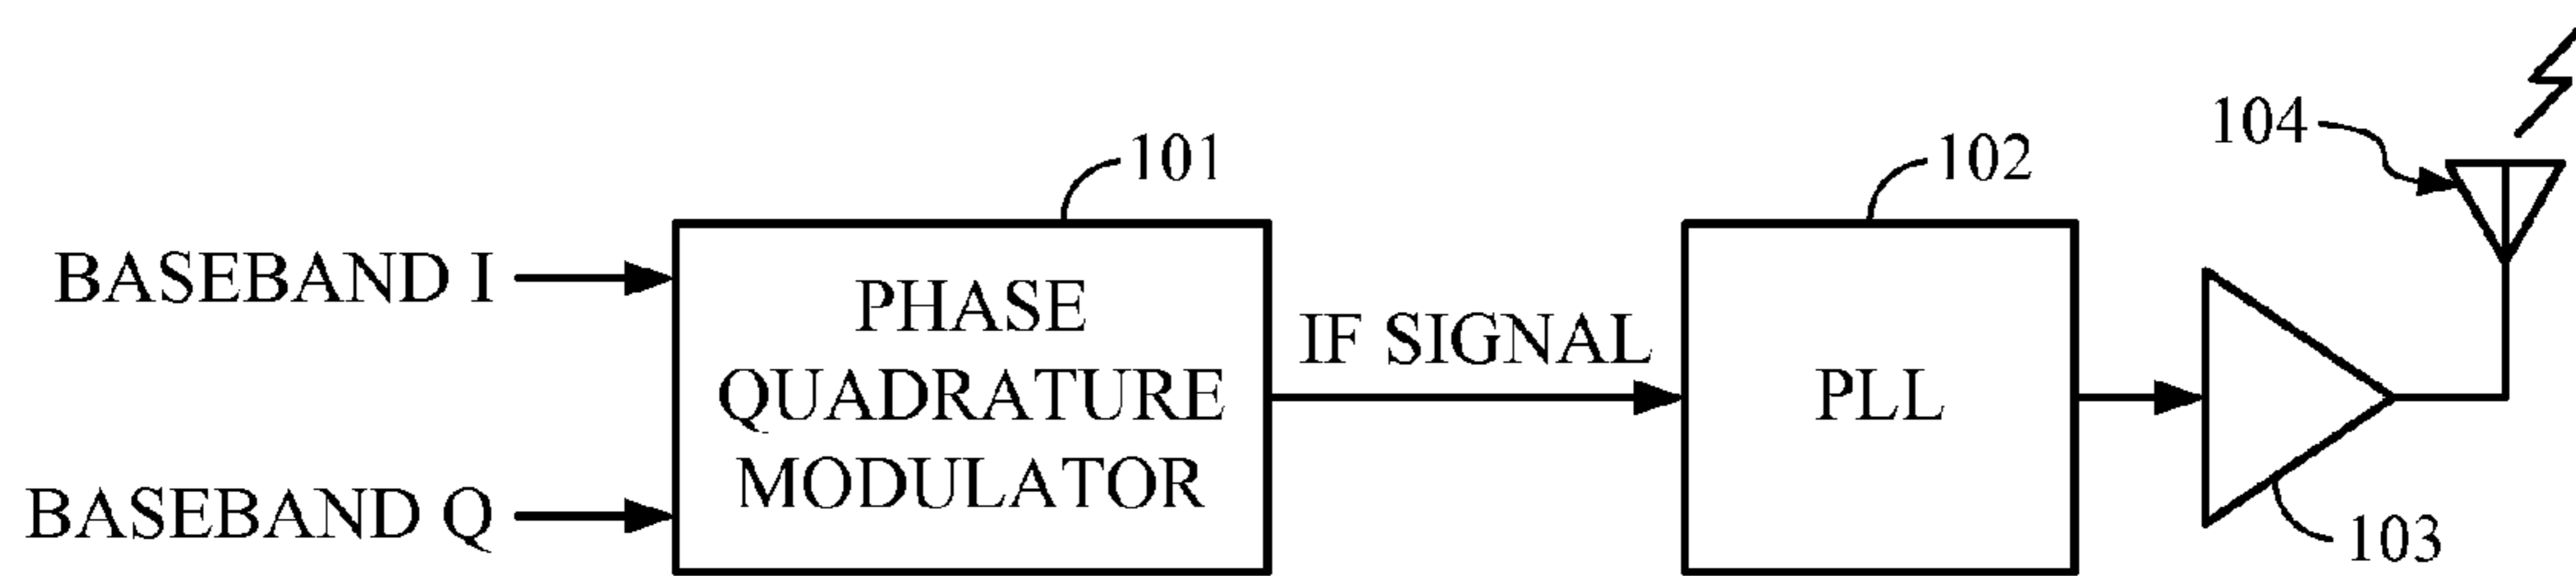 104
101
102
BASEBAND I
PHASE
QUADRATURE
MODULATOR
IF SIGNAL
PLL
BASEBAND Q
103